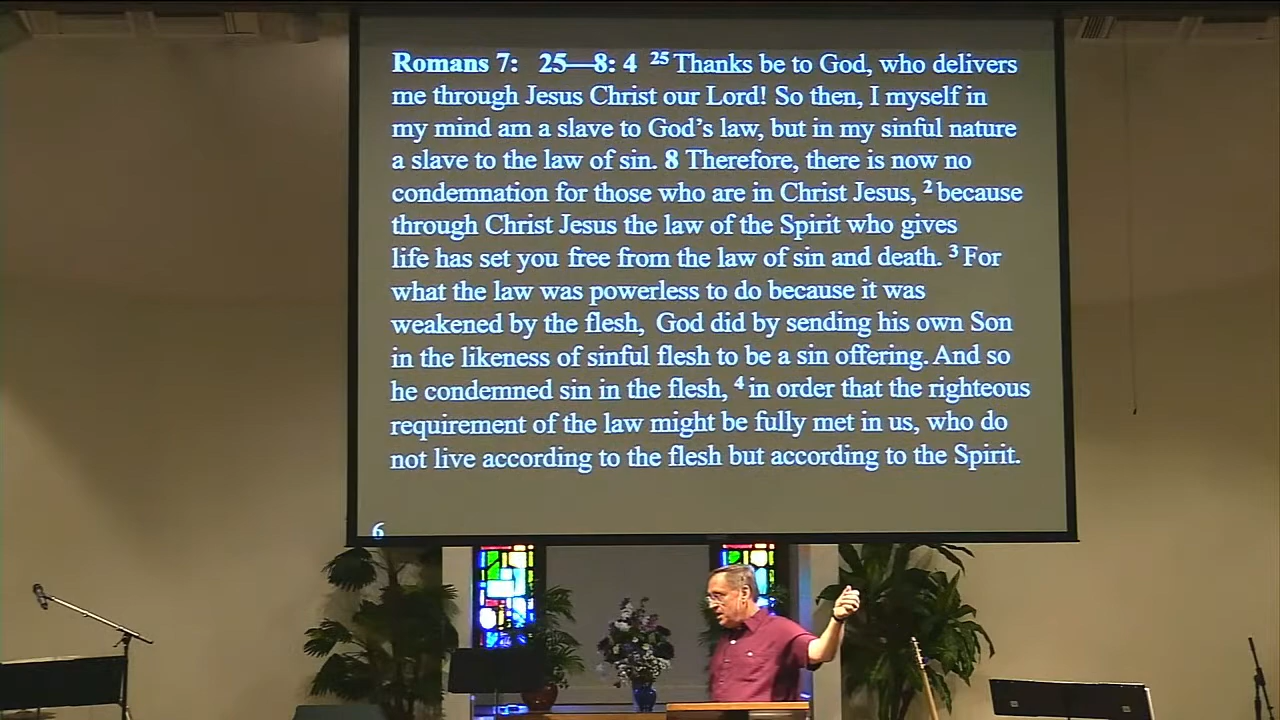 Romans 7: 25—8: 4 ²⁵ Thanks be to God, who delivers
me through Jesus Christ our Lord! So then, I myself in
my mind am a slave to God’s law, but in my sinful nature
a slave to the law of sin. 8 Therefore, there is now no
condemnation for those who are in Christ Jesus, ² because
through Christ Jesus the law of the Spirit who gives
life has set you free from the law of sin and death. ³ For
what the law was powerless to do because it was
weakened by the flesh, God did by sending his own Son
in the likeness of sinful flesh to be a sin offering. And so
he condemned sin in the flesh, ⁴ in order that the righteous
requirement of the law might be fully met in us, who do
not live according to the flesh but according to the Spirit.
6